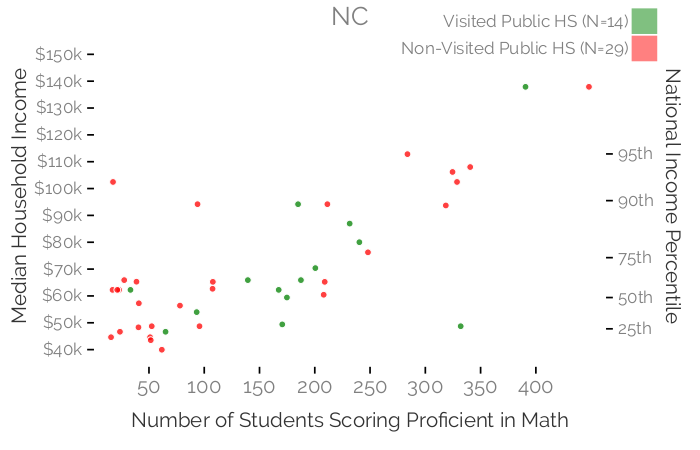 NC
Visited Public HS (N=14)
Non-Visited Public HS (N=29)
Median Household Income
$150k
$140k
$130k
$120k
$110k
$100k
$90k
$80k
$70k
$60k
$50k
$40k
National Income Percentile
95th
90th
75th
50th
25th
50 100 150 200 250 300 350 400
Number of Students Scoring Proficient in Math